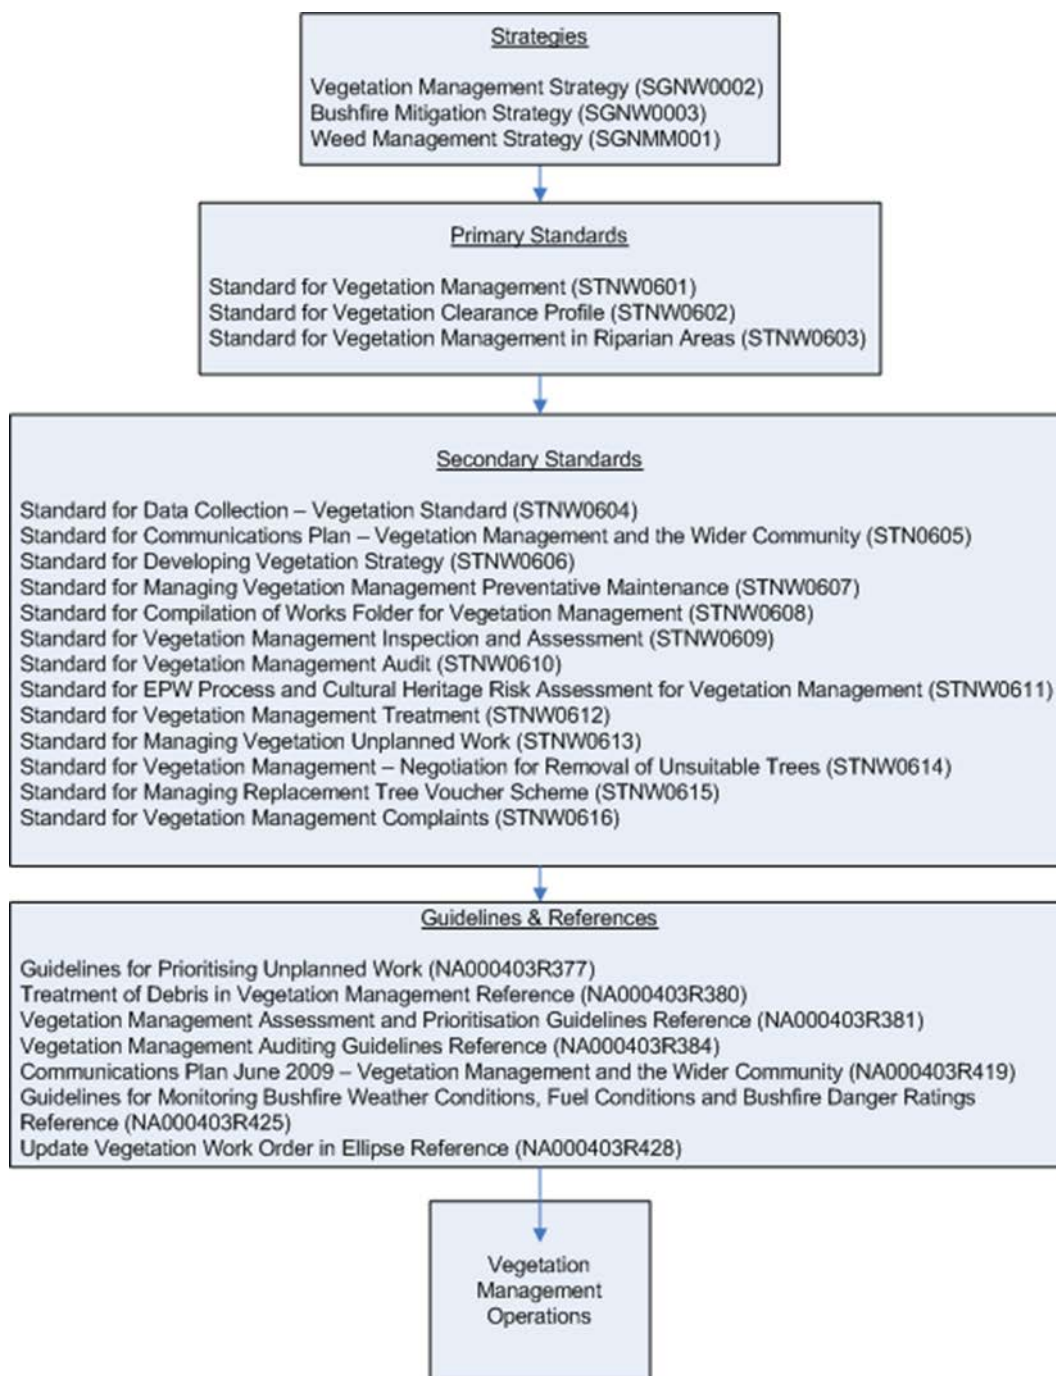 Strategies
Vegetation Management Strategy (SGNW0002)
Bushfire Mitigation Strategy (SGNW0003)
Weed Management Strategy (SGNMM001)
Primary Standards
Standard for Vegetation Management (STNW0601)
Standard for Vegetation Clearance Profile (STNW0602)
Standard for Vegetation Management in Riparian Areas (STNW0603)
Secondary Standards
Standard for Data Collection – Vegetation Standard (STNW0604)
Standard for Communications Plan – Vegetation Management and the Wider Community (STN0605)
Standard for Developing Vegetation Strategy (STNW0606)
Standard for Managing Vegetation Management Preventative Maintenance (STNW0607)
Standard for Compilation of Works Folder for Vegetation Management (STNW0608)
Standard for Vegetation Management Inspection and Assessment (STNW0609)
Standard for Vegetation Management Audit (STNW0610)
Standard for EPW Process and Cultural Heritage Risk Assessment for Vegetation Management (STNW0611)
Standard for Vegetation Management Treatment (STNW0612)
Standard for Managing Vegetation Unplanned Work (STNW0613)
Standard for Vegetation Management – Negotiation for Removal of Unsuitable Trees (STNW0614)
Standard for Managing Replacement Tree Voucher Scheme (STNW0615)
Standard for Vegetation Management Complaints (STNW0616)
Guidelines & References
Guidelines for Prioritising Unplanned Work (NA000403R377)
Treatment of Debris in Vegetation Management Reference (NA000403R380)
Vegetation Management Assessment and Prioritisation Guidelines Reference (NA000403R381)
Vegetation Management Auditing Guidelines Reference (NA000403R384)
Communications Plan June 2009 – Vegetation Management and the Wider Community (NA000403R419)
Guidelines for Monitoring Bushfire Weather Conditions, Fuel Conditions and Bushfire Danger Ratings
Reference (NA000403R425)
Update Vegetation Work Order in Ellipse Reference (NA000403R428)
Vegetation
Management
Operations